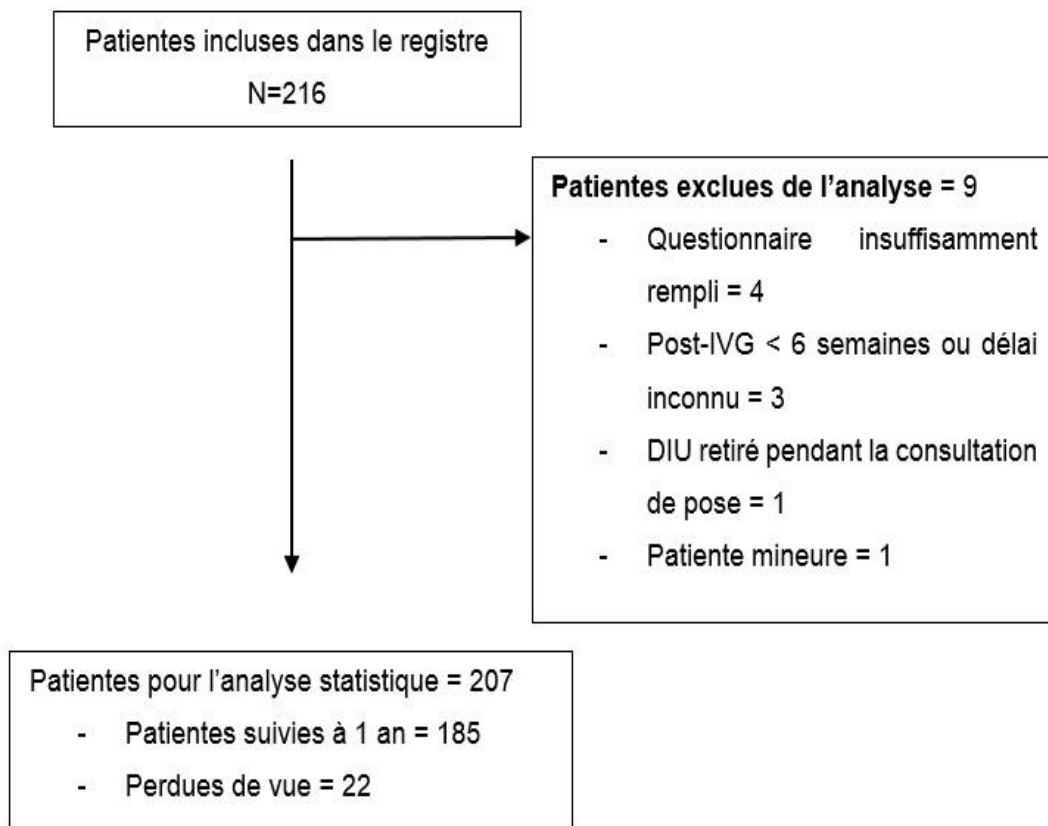 Patientes incluses dans le registre
N=216
Patientes exclues de l'analyse = 9
- Questionnaire insuffisamment
rempli = 4
- Post-IVG < 6 semaines ou délai
inconnu = 3
- DIU retiré pendant la consultation
de pose = 1
- Patiente mineure = 1
Patientes pour l'analyse statistique = 207
- Patientes suivies à 1 an = 185
- Perdues de vue = 22